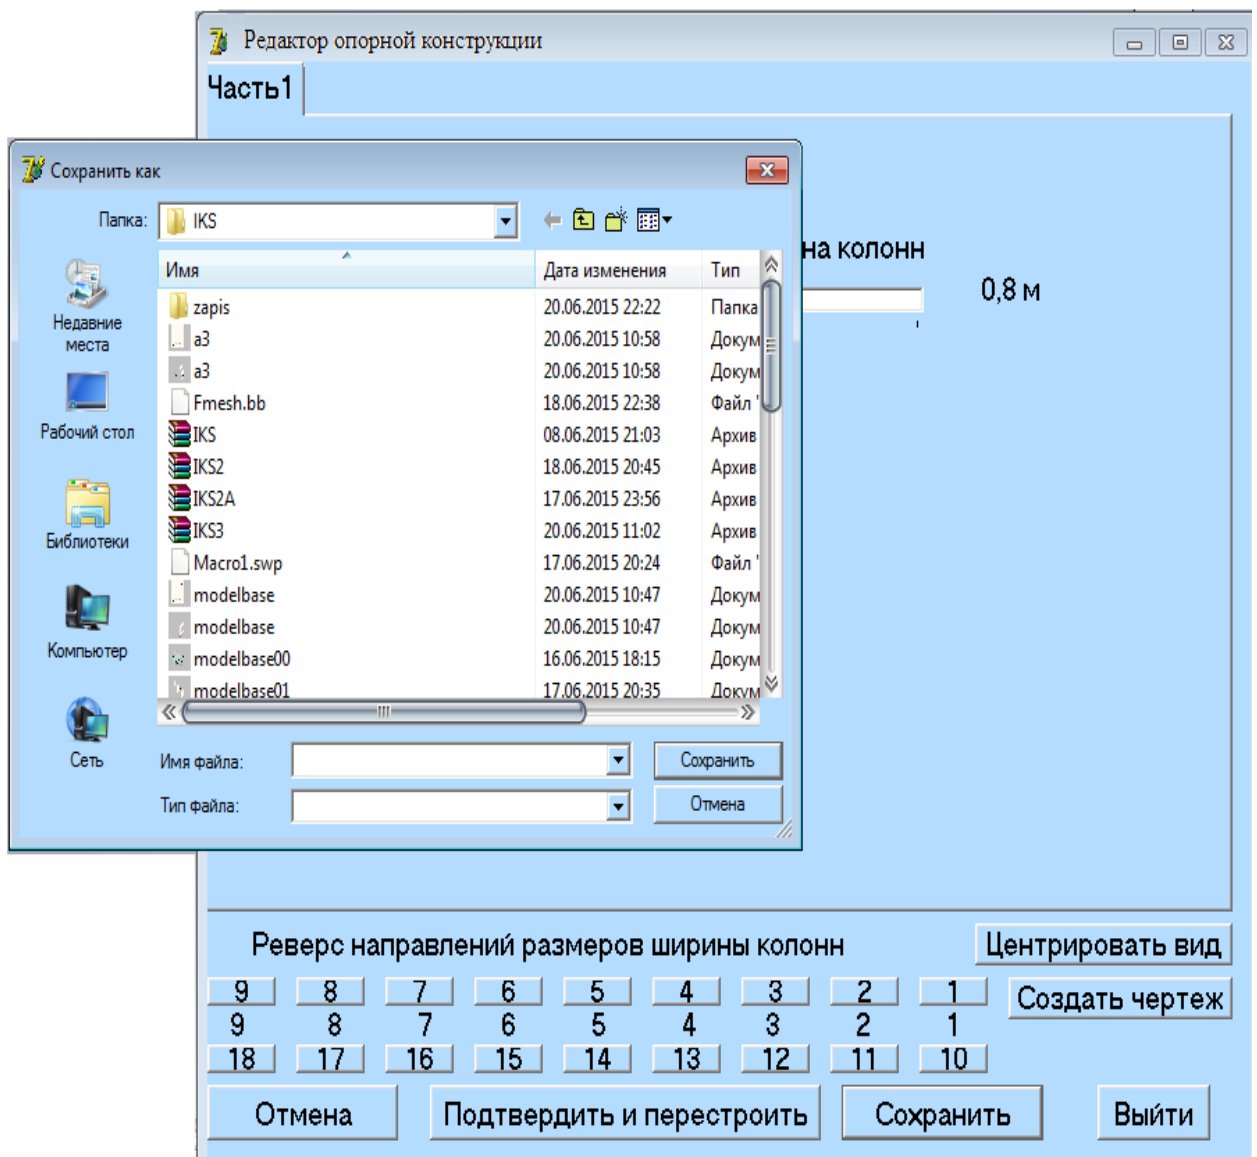 Редактор опорной конструкции
Часть1
Сохранить как
Папка:
IKS
Имя
Дата изменения
Тип
zapis
20.06.2015 22:22
Папка
a3
20.06.2015 10:58
Докум
a3
20.06.2015 10:58
Докум
Fmesh.bb
18.06.2015 22:38
Файл '
IKS
08.06.2015 21:03
Архив
IKS2
18.06.2015 20:45
Архив
IKS2A
17.06.2015 23:56
Архив
IKS3
20.06.2015 11:02
Архив
Macro1.swp
17.06.2015 20:24
Файл '
modelbase
20.06.2015 10:47
Докум
modelbase
20.06.2015 10:47
Докум
modelbase00
16.06.2015 18:15
Докум
modelbase01
17.06.2015 20:35
Докум
Недавние
места
Рабочий стол
Библиотеки
Компьютер
Сеть
Имя файла:
Сохранить
Тип файла:
Отмена
на колонн
0,8 м
Реверс направлений размеров ширины колонн
Центрировать вид
9 8 7 6 5 4 3 2 1
Создать чертеж
9 8 7 6 5 4 3 2 1
18 17 16 15 14 13 12 11 10
Отмена
Подтвердить и перестроить
Сохранить
Выйти